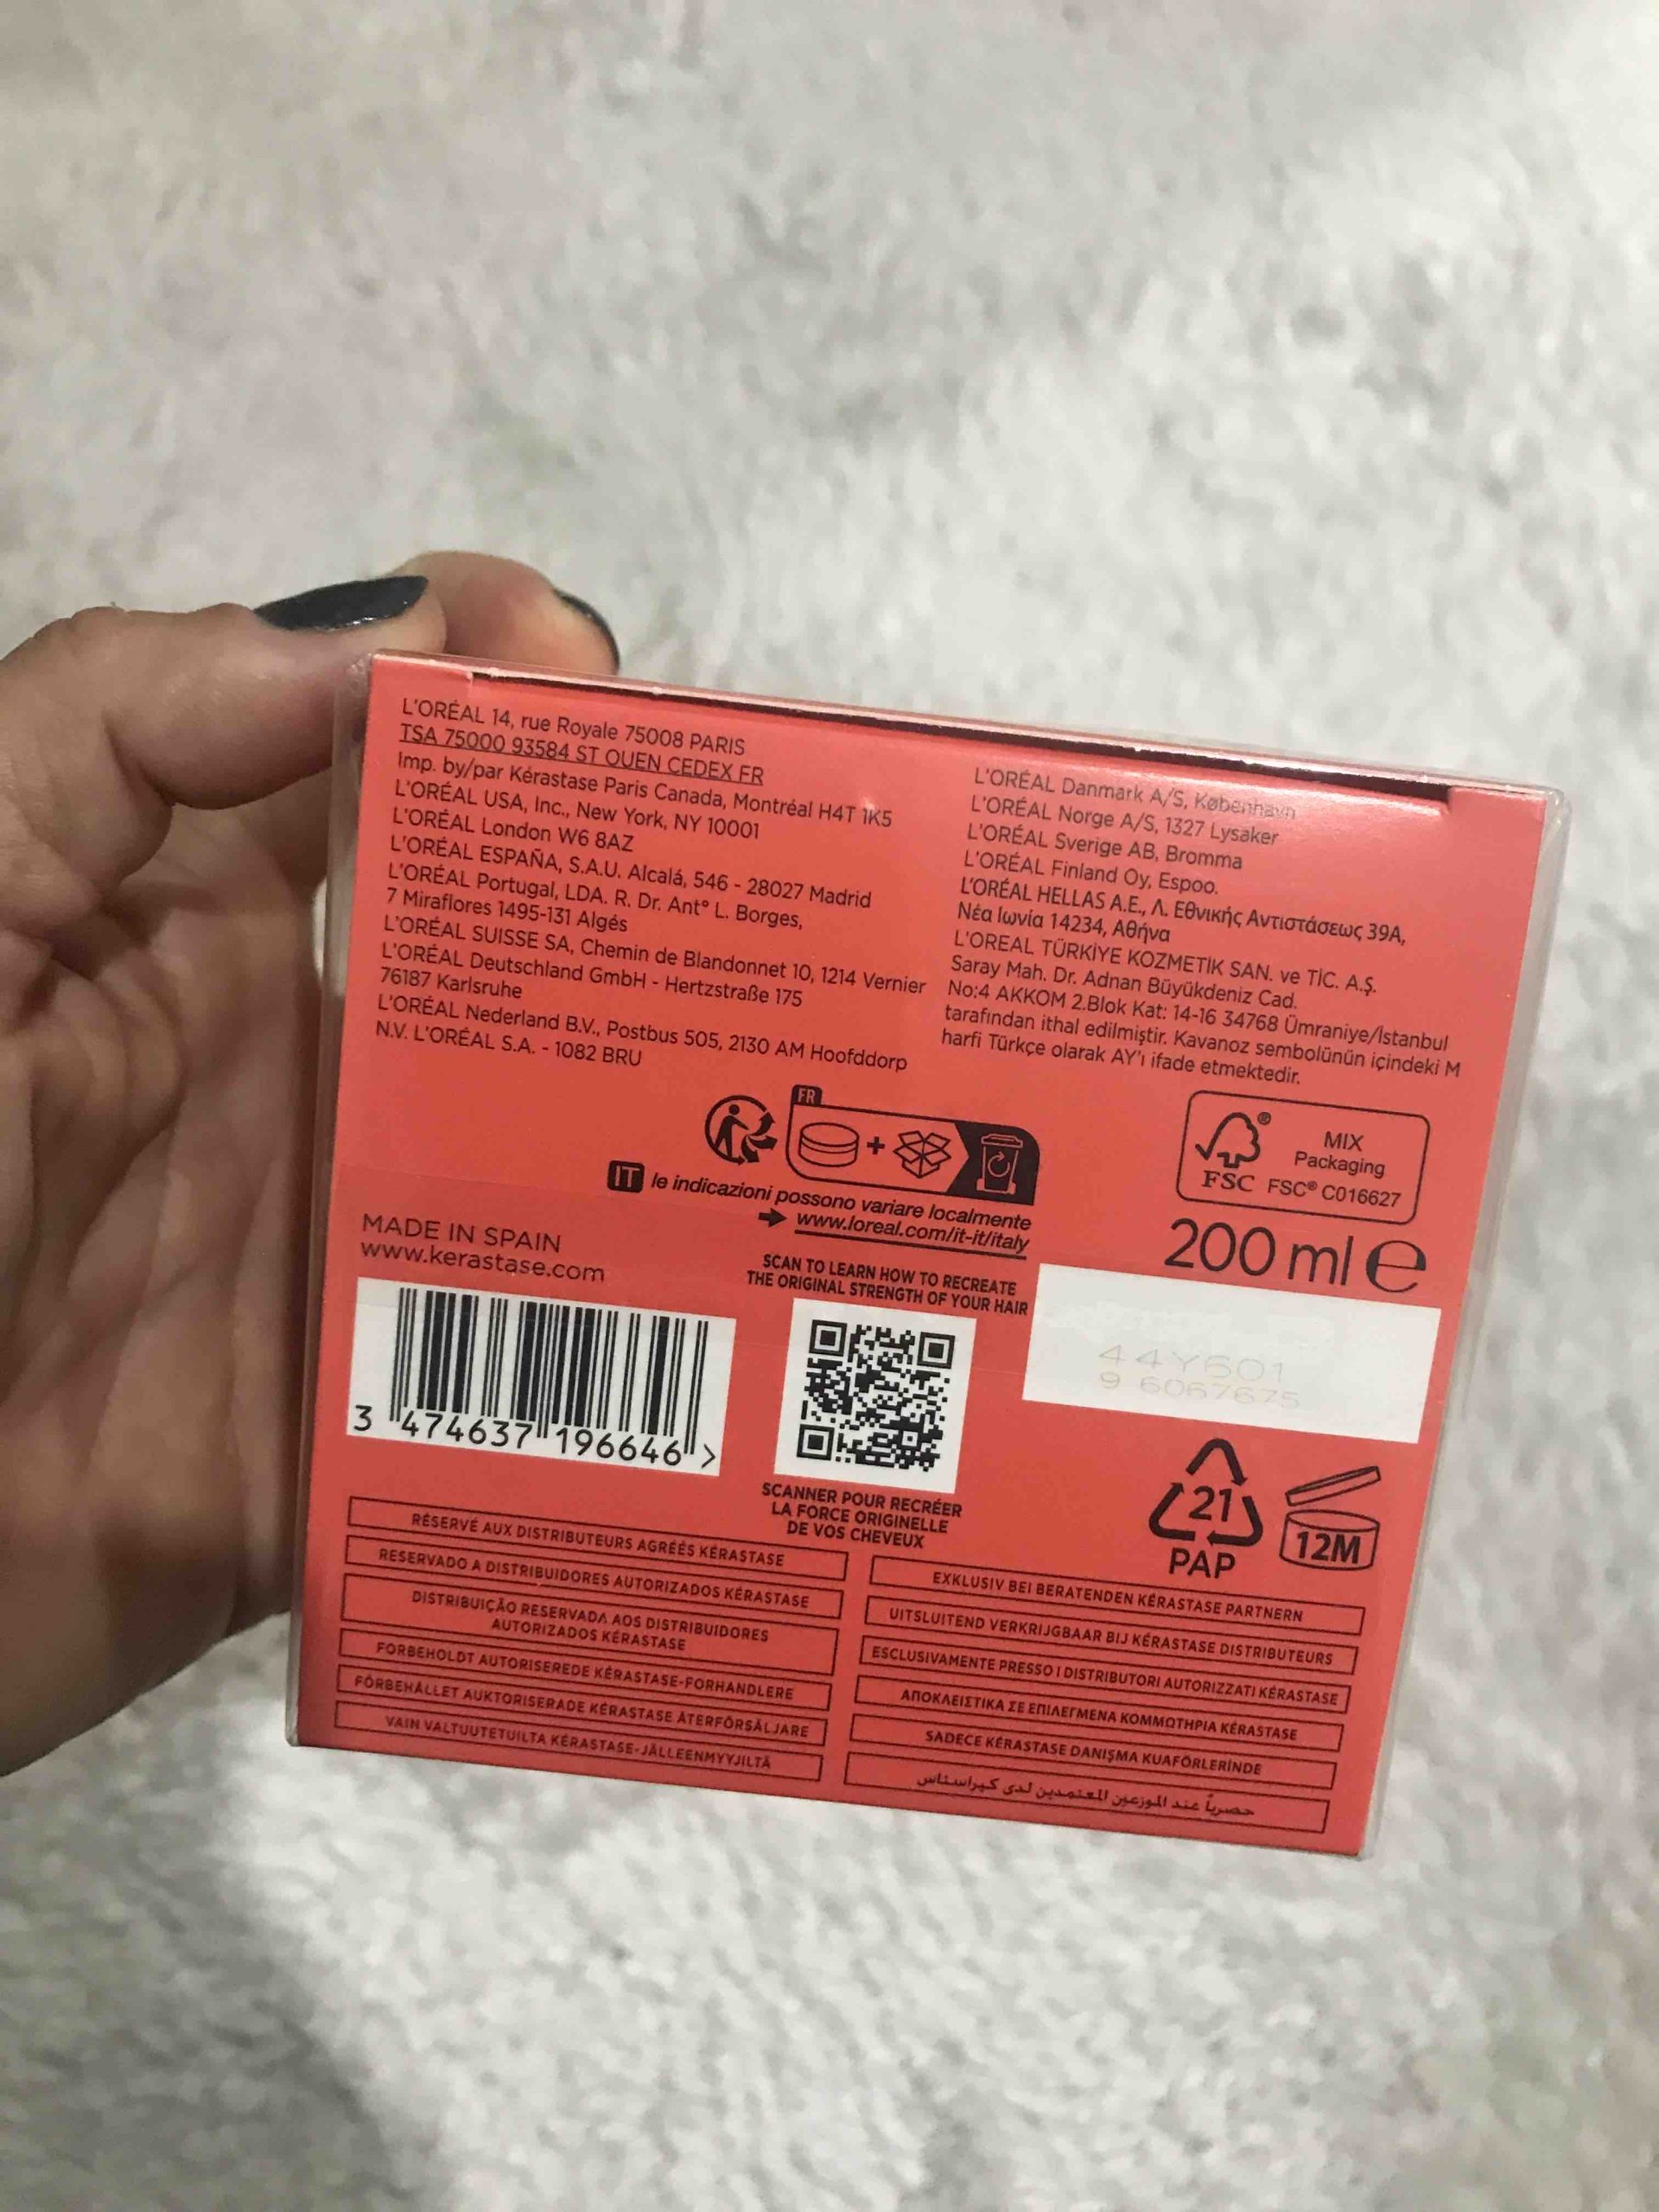 L'ORÉAL 14, rue Royale 75008 PARIS
TSA 75000 93584 ST OUEN CEDEX FR
Imp. by/par Kérastase Paris Canada, Montréal H4T 1K5
L'ORÉAL USA, Inc., New York, NY 10001
L'ORÉAL London W6 8AZ
L'ORÉAL ESPAÑA, S.A.U. Alcalá, 546 - 28027 Madrid
L'ORÉAL Portugal, LDA. R. Dr. Ant° L. Borges,
7 Miraflores 1495-131 Algés
L'ORÉAL SUISSE SA, Chemin de Blandonnet 10, 1214 Vernier
L'ORÉAL Deutschland GmbH - Hertzstraße 175
76187 Karlsruhe
L'ORÉAL Nederland B.V., Postbus 505, 2130 AM Hoofddorp
N.V. L'ORÉAL S.A. - 1082 BRU
L'ORÉAL Danmark A/S, København
L'ORÉAL Norge A/S, 1327 Lysaker
L'ORÉAL Sverige AB, Bromma
L'ORÉAL Finland Oy, Espoo.
L'ORÉAL HELLAS A.E., Λ. Εθνικής Αντιστάσεως 39Α,
Νέα Ιωνία 14234, Αθήνα
L'OREAL TÜRKİYE KOZMETİK SAN. ve TİC. A.Ş.
Saray Mah. Dr. Adnan Büyükdeniz Cad.
No:4 AKKOM 2.Blok Kat: 14-16 34768 Ümraniye/İstanbul
tarafından ithal edilmiştir. Kavanoz sembolünün içindeki M
harfi Türkçe olarak AY'ı ifade etmektedir.
FR
+
IT le indicazioni possono variare localmente
www.loreal.com/it-it/italy
MIX
Packaging
FSC FSC® C016627
200 ml e
MADE IN SPAIN
www.kerastase.com
3 474637 196646 >
SCAN TO LEARN HOW TO RECREATE
THE ORIGINAL STRENGTH OF YOUR HAIR
SCANNER POUR RECRÉER
LA FORCE ORIGINELLE
DE VOS CHEVEUX
44Y601
9 6067675
21
PAP
12M
RÉSERVÉ AUX DISTRIBUTEURS AGRÉÉS KÉRASTASE
RESERVADO A DISTRIBUIDORES AUTORIZADOS KÉRASTASE
DISTRIBUIÇÃO RESERVADA AOS DISTRIBUIDORES
AUTORIZADOS KÉRASTASE
FORBEHOLDT AUTORISEREDE KÉRASTASE-FORHANDLERE
FÖRBEHÅLLET AUKTORISERADE KÉRASTASE ÅTERFÖRSÄLJARE
VAIN VALTUUTETUILTA KÉRASTASE-JÄLLEENMYYJILTÄ
EXKLUSIV BEI BERATENDEN KÉRASTASE PARTNERN
UITSLUITEND VERKRIJGBAAR BIJ KÉRASTASE DISTRIBUTEURS
ESCLUSIVAMENTE PRESSO I DISTRIBUTORI AUTORIZZATI KÉRASTASE
ΑΠΟΚΛΕΙΣΤΙΚΑ ΣΕ ΕΠΙΛΕΓΜΕΝΑ ΚΟΜΜΩΤΗΡΙΑ KÉRASTASE
SADECE KÉRASTASE DANIŞMA KUAFÖRLERİNDE
حصرياً عند الموزعين المعتمدين لدى كيراستاس